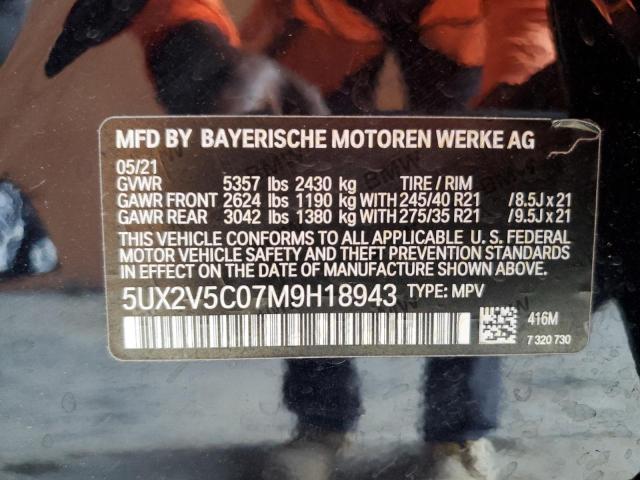 MFD BY BAYERISCHE MOTOREN WERKE AG
05/21
GVWR 5357 lbs 2430 kg TIRE / RIM
GAWR FRONT 2624 lbs 1190 kg WITH 245/40 R21 /8.5J x 21
GAWR REAR 3042 lbs 1380 kg WITH 275/35 R21 /9.5J x 21
THIS VEHICLE CONFORMS TO ALL APPLICABLE U. S. FEDERAL
MOTOR VEHICLE SAFETY AND THEFT PREVENTION STANDARDS
IN EFFECT ON THE DATE OF MANUFACTURE SHOWN ABOVE.
5UX2V5C07M9H18943 TYPE: MPV
416M
7 320 730